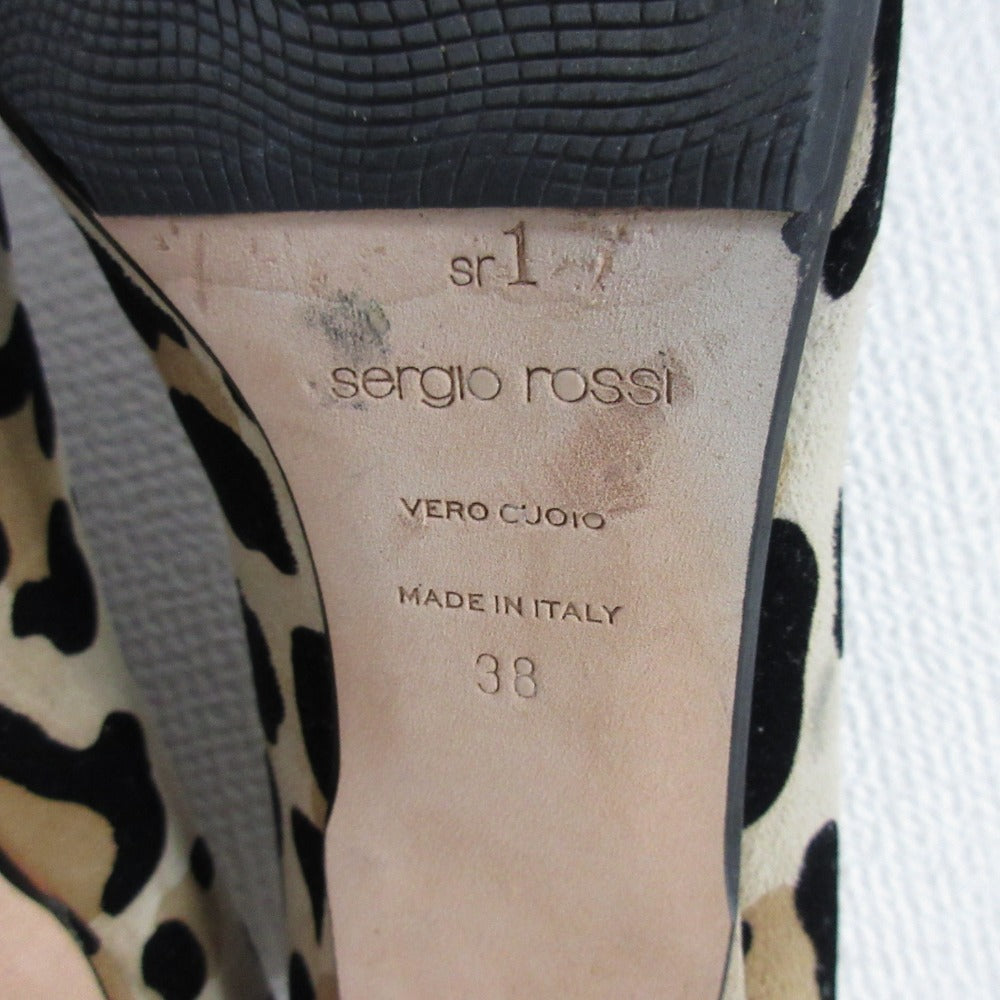 sr1
sergio rossi
VERO CUOIO
MADE IN ITALY
38